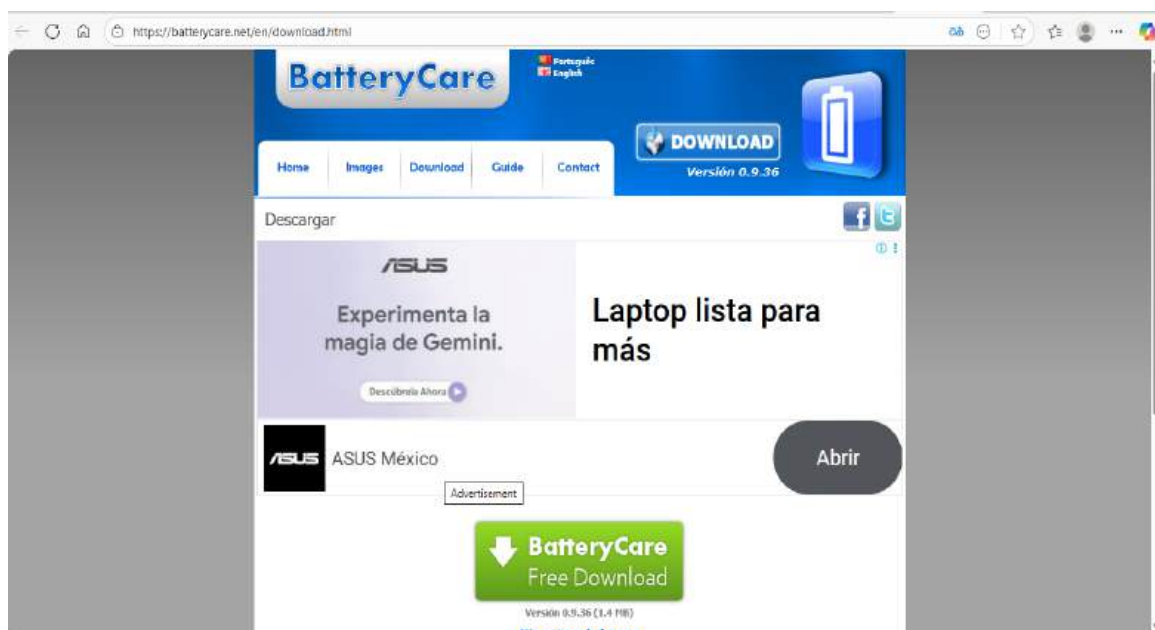 https://batterycare.net/en/download.html
BatteryCare
Português
English
DOWNLOAD
Versión 0.9.36
Home Images Download Guide Contact
Descargar
ASUS
Experimenta la
magia de Gemini.
Descúbrela Ahora
Laptop lista para
más
ASUS ASUS México
Abrir
Advertisement
BatteryCare
Free Download
Versión 0.9.36 (1.4 MB)